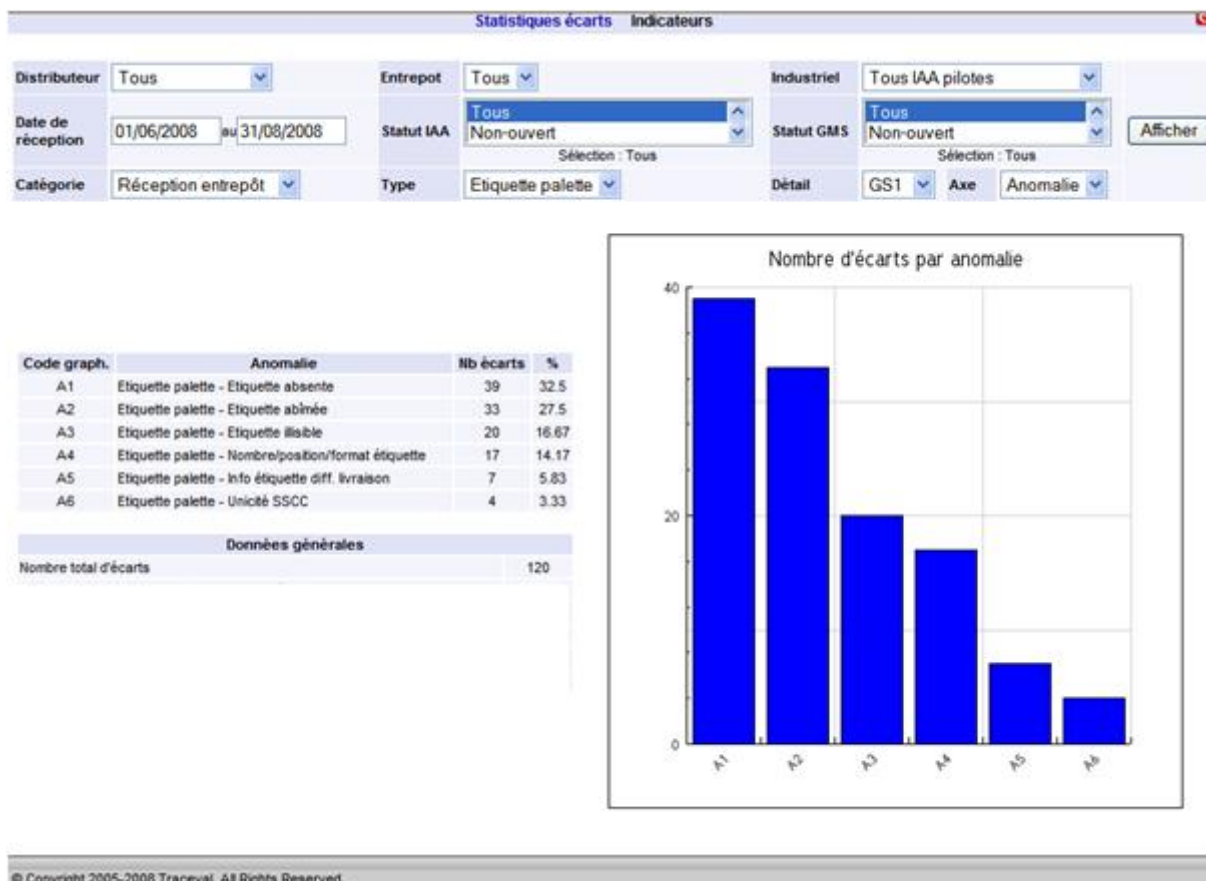 Statistiques écarts Indicateurs
Distributeur Tous Entrepot Tous Industriel Tous IAA pilotes
Date de réception 01/06/2008 au 31/08/2008 Statut IAA Tous Non-ouvert Sélection : Tous Statut GMS Tous Non-ouvert Sélection : Tous Afficher
Catégorie Réception entrepôt Type Etiquette palette Détail GS1 Axe Anomalie
Nombre d'écarts par anomalie
40
20
0
A1 A2 A3 A4 A5 A6
Code graph. Anomalie Nb écarts %
A1 Etiquette palette - Etiquette absente 39 32.5
A2 Etiquette palette - Etiquette abîmée 33 27.5
A3 Etiquette palette - Etiquette illisible 20 16.67
A4 Etiquette palette - Nombre/position/format étiquette 17 14.17
A5 Etiquette palette - Info étiquette diff. livraison 7 5.83
A6 Etiquette palette - Unicité SSCC 4 3.33
Données générales
Nombre total d'écarts 120
© Copyright 2005-2008 Traceval. All Rights Reserved.